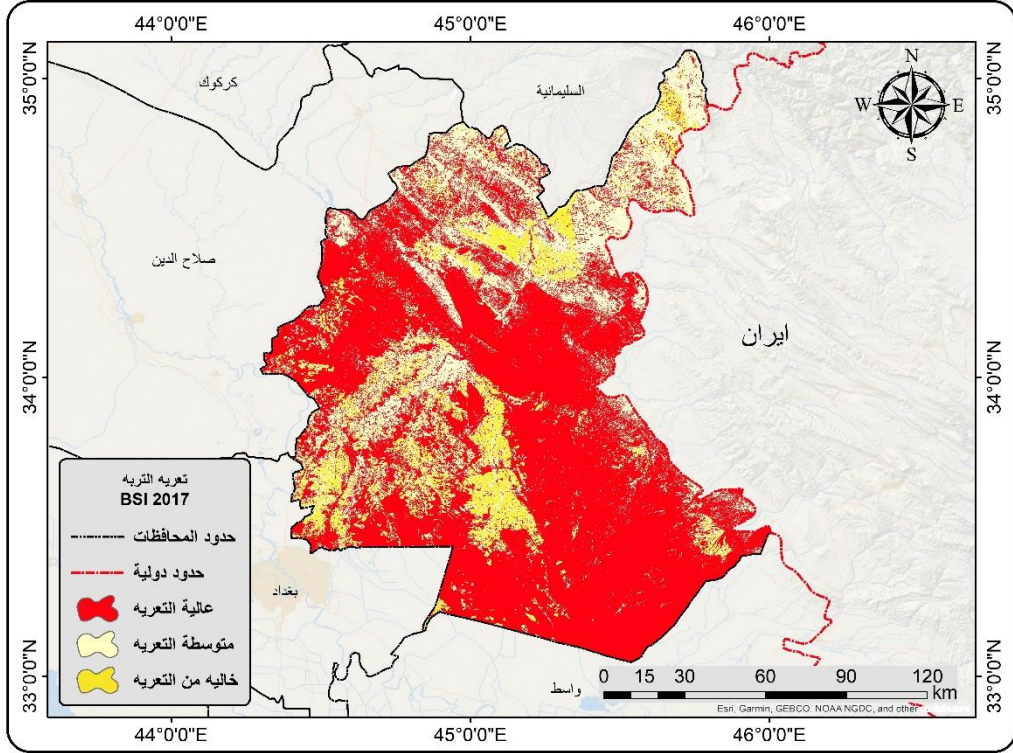 44°0'0"E 45°0'0"E 46°0'0"E
35°0'0"N 35°0'0"N
34°0'0"N 34°0'0"N
33°0'0"N 33°0'0"N
N
W E
S
كركوك
السليمانية
صلاح الدين
ايران
بغداد
واسط
تعريه التربه
BSI 2017
حدود المحافظات
حدود دولية
عالية التعريه
متوسطة التعريه
خاليه من التعريه
0 15 30 60 90 120
km
Esri, Garmin, GEBCO. NOAA NGDC, and other contributors
44°0'0"E 45°0'0"E 46°0'0"E